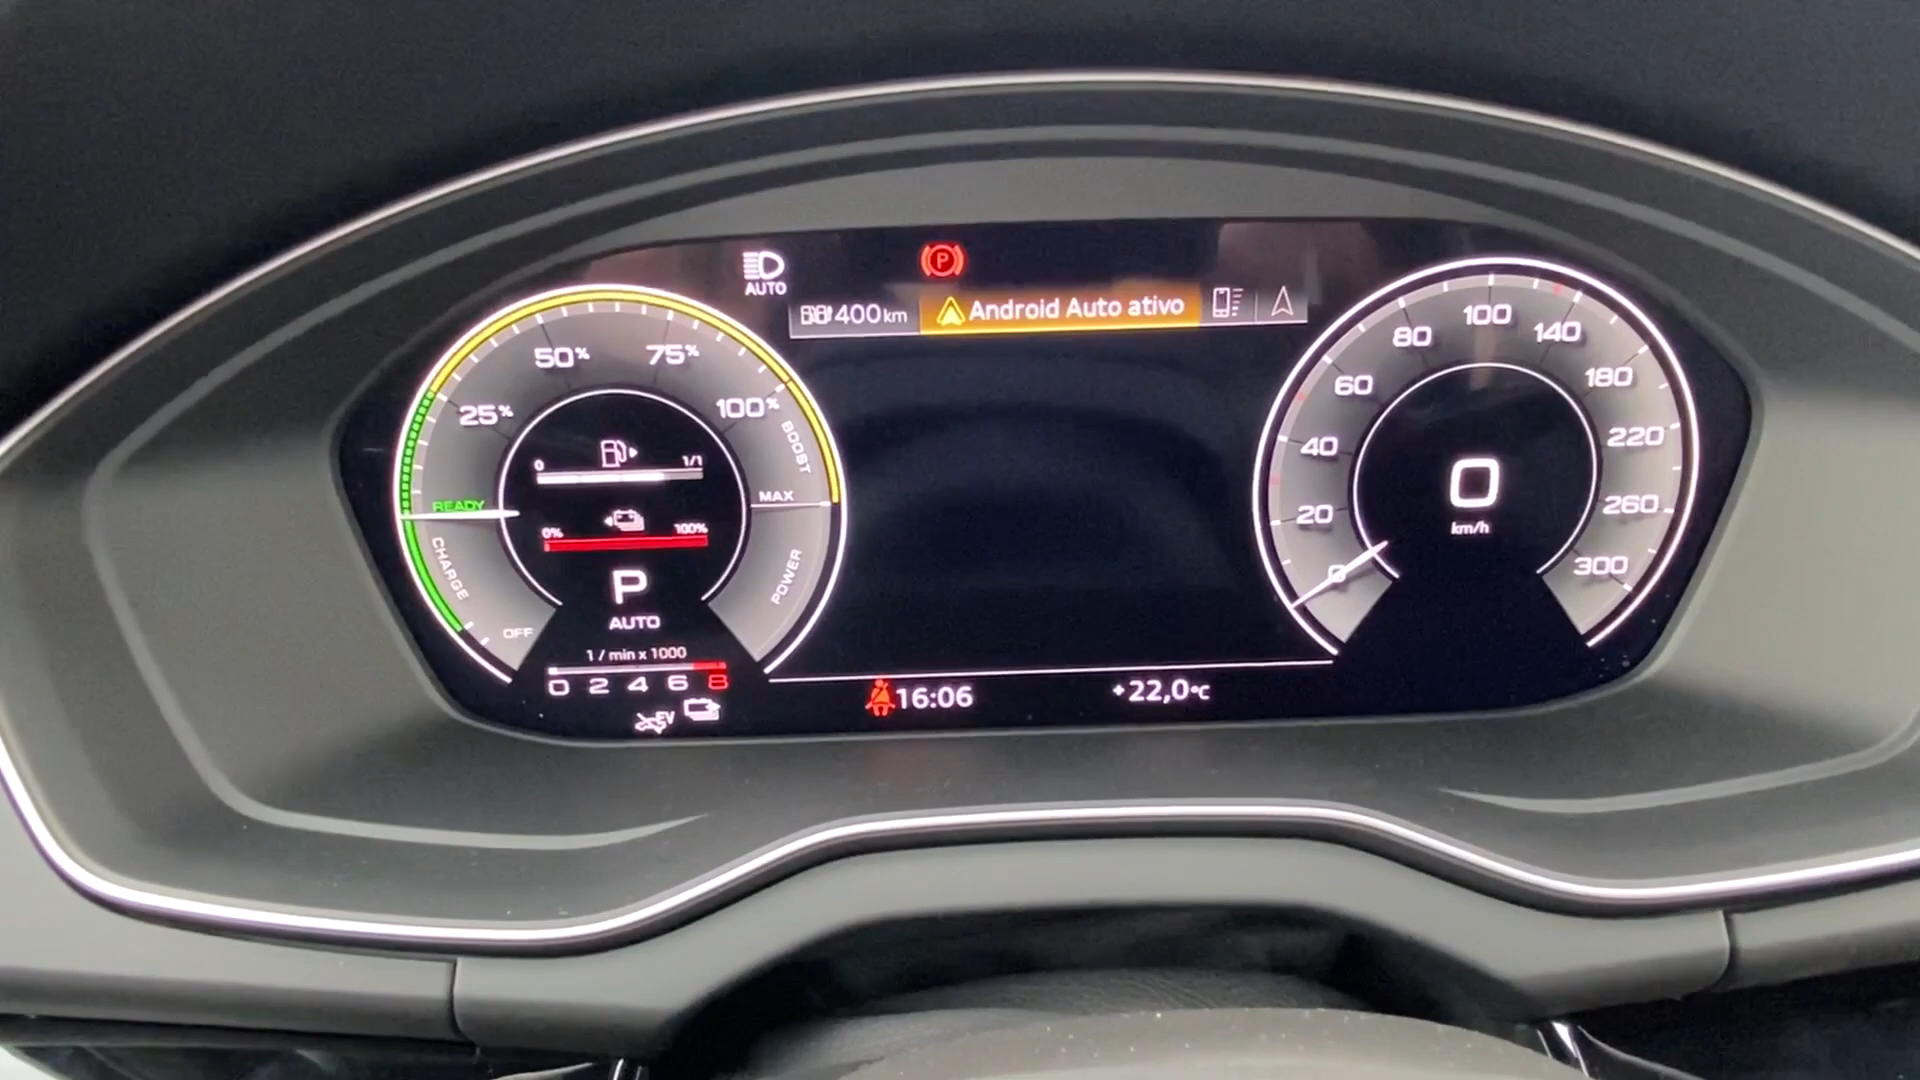 AUTO
P
400 km
Android Auto ativo
25%
50%
75%
100%
BOOST
MAX
POWER
READY
CHARGE
OFF
0 1/1
0% 100%
P
AUTO
1 / min x 1000
0 2 4 6 8
EV
0
20
40
60
80
100
140
180
220
260
300
0
km/h
16:06
+22,0°C